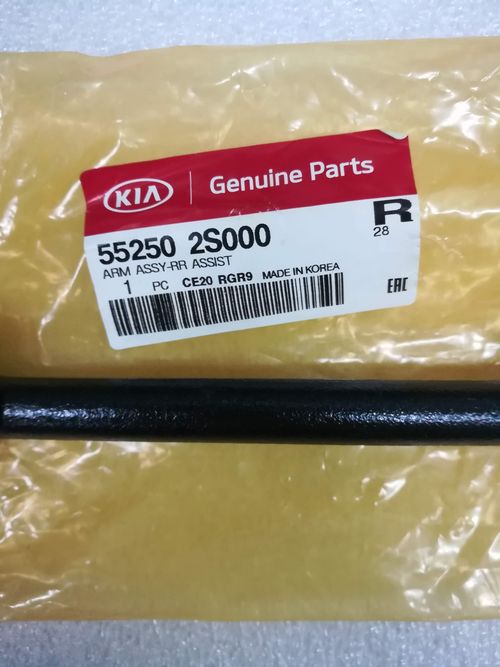 KIA Genuine Parts
55250 2S000
R
28
ARM ASSY-RR ASSIST
1 PC CE20 RGR9 MADE IN KOREA
EAC